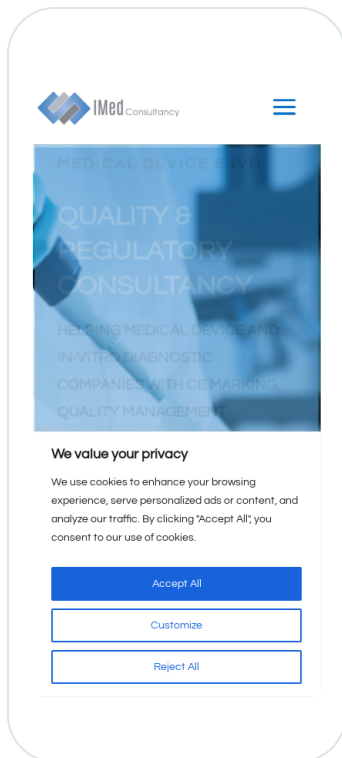 IMed Consultancy
MEDICAL DEVICE & IVD
QUALITY &
REGULATORY
CONSULTANCY
HELPING MEDICAL DEVICE AND
IN-VITRO DIAGNOSTIC
COMPANIES WITH CE MARKING,
QUALITY MANAGEMENT
We value your privacy
We use cookies to enhance your browsing
experience, serve personalized ads or content, and
analyze our traffic. By clicking "Accept All", you
consent to our use of cookies.
Accept All
Customize
Reject All